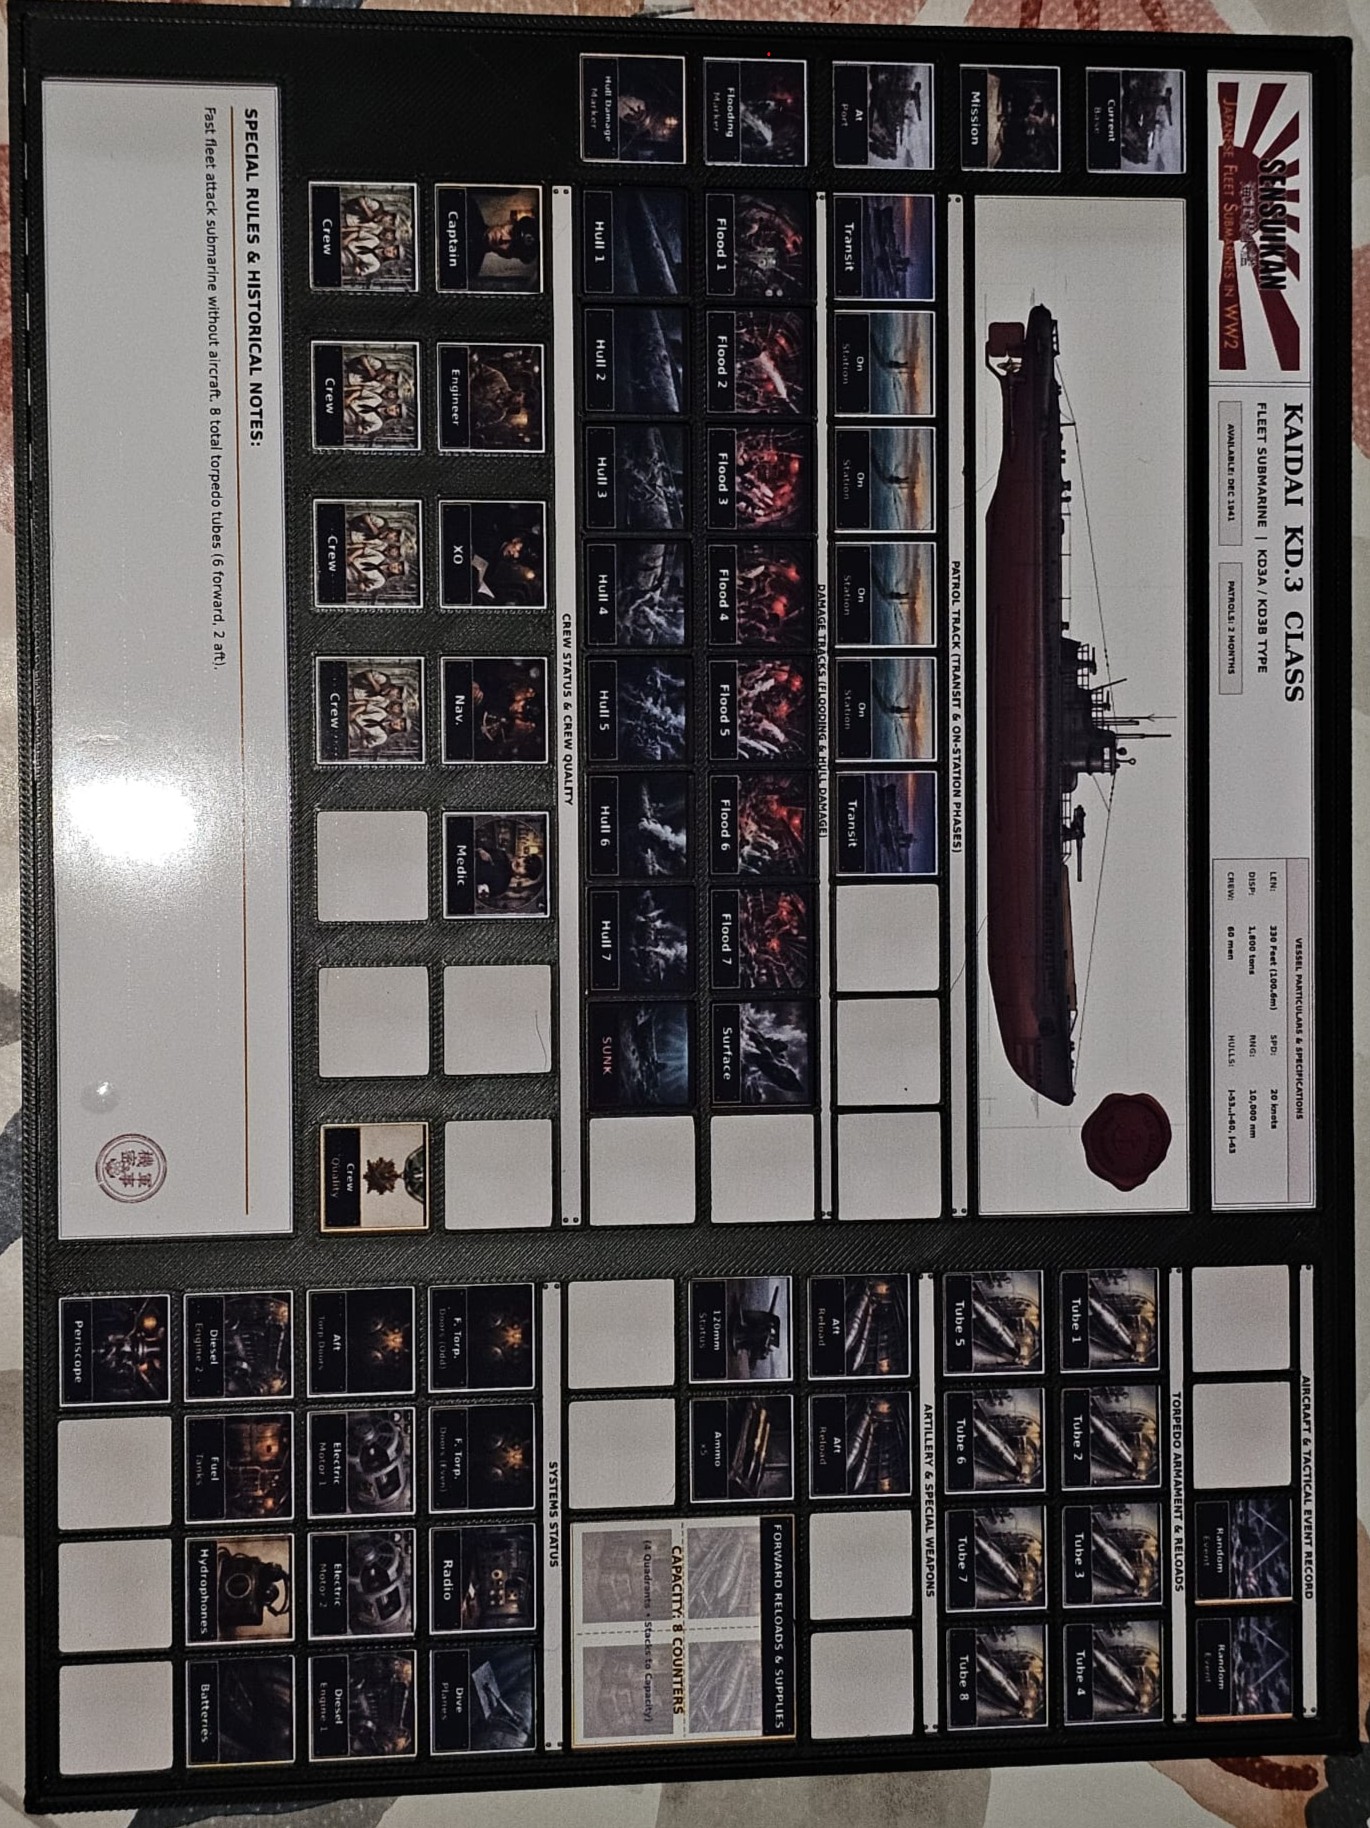 SENSUIKAN
JAPANESE FLEET SUBMARINES IN WW2
KAIDAI KD.3 CLASS
FLEET SUBMARINE | KD3A / KD3B TYPE
AVAILABLE: DEC 1941
PATROLS: 2 MONTHS
VESSEL PARTICULARS & SPECIFICATIONS
LEN: 330 Feet (100.6m) SPD: 20 knots
DISP: 1,800 tons RNG: 10,000 nm
CREW: 60 men HULLS: I-53..I-60, I-63
Current
Base
Mission
PATROL TRACK (TRANSIT & ON-STATION PHASES)
At
Port
Transit
On
Station
On
Station
On
Station
On
Station
Transit
DAMAGE TRACKS (FLOODING & HULL DAMAGE)
Flooding
Marker
Flood 1
Flood 2
Flood 3
Flood 4
Flood 5
Flood 6
Flood 7
Surface
Hull Damage
Marker
Hull 1
Hull 2
Hull 3
Hull 4
Hull 5
Hull 6
Hull 7
SUNK
CREW STATUS & CREW QUALITY
Captain
Engineer
XO
Nav.
Medic
Crew
Crew
Crew
Crew
Crew
Quality
SPECIAL RULES & HISTORICAL NOTES:
Fast fleet attack submarine without aircraft. 8 total torpedo tubes (6 forward, 2 aft).
軍事
機密
AIRCRAFT & TACTICAL EVENT RECORD
Random
Event
Random
Event
TORPEDO ARMAMENT & RELOADS
Tube 1
Tube 2
Tube 3
Tube 4
Tube 5
Tube 6
Tube 7
Tube 8
ARTILLERY & SPECIAL WEAPONS
Aft
Reload
Aft
Reload
120mm
Status
Ammo
x5
FORWARD RELOADS & SUPPLIES
CAPACITY: 8 COUNTERS
(4 Quadrants • Stacks to Capacity)
SYSTEMS STATUS
F. Torp.
Doors (Odd)
F. Torp.
Doors (Even)
Radio
Dive
Planes
Aft
Torp Doors
Electric
Motor 1
Electric
Motor 2
Diesel
Engine 1
Diesel
Engine 2
Fuel
Tanks
Hydrophones
Batteries
Periscope